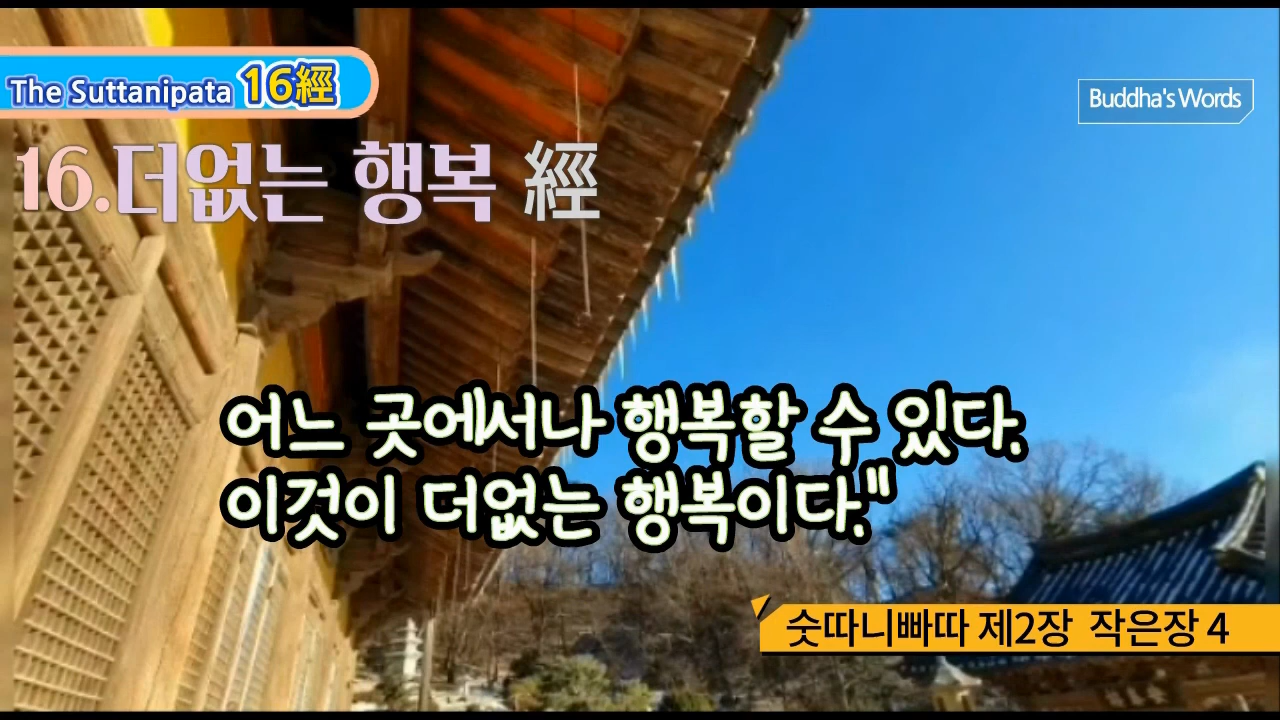 The Suttanipata 16經
Buddha's Words
16.더없는 행복 經
어느 곳에서나 행복할 수 있다.
이것이 더없는 행복이다."
숫따니빠따 제2장 작은장 4